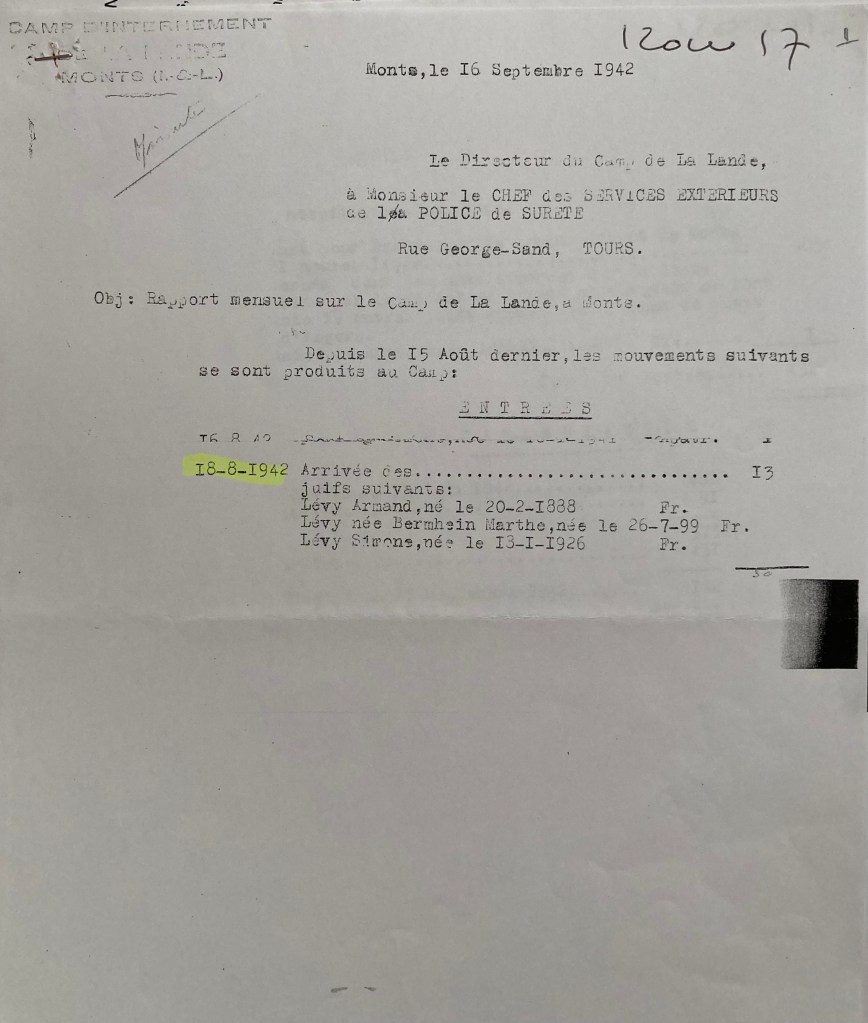 CAMP D'INTERNEMENT
DE LA LANDE
MONTS (I.-&-L.)
17
Monts,le I6 Septembre I942
Minute
Le Directeur du Camp de La Lande,
à Monsieur le CHEF des SERVICES EXTERIEURS
de l'a POLICE de SURETE
Rue George-Sand, TOURS.
Obj: Rapport mensuel sur le Camp de La Lande,à Monts.
Depuis le I5 Août dernier,les mouvements suivants
se sont produits au Camp:
E N T R E E S
I8-8-I942 Arrivée des................................ I3
juifs suivants:
Lévy Armand,né le 20-2-I888 Fr.
Lévy née Bermhein Marthe,née le 26-7-99 Fr.
Lévy Simone,née le I3-I-I926 Fr.